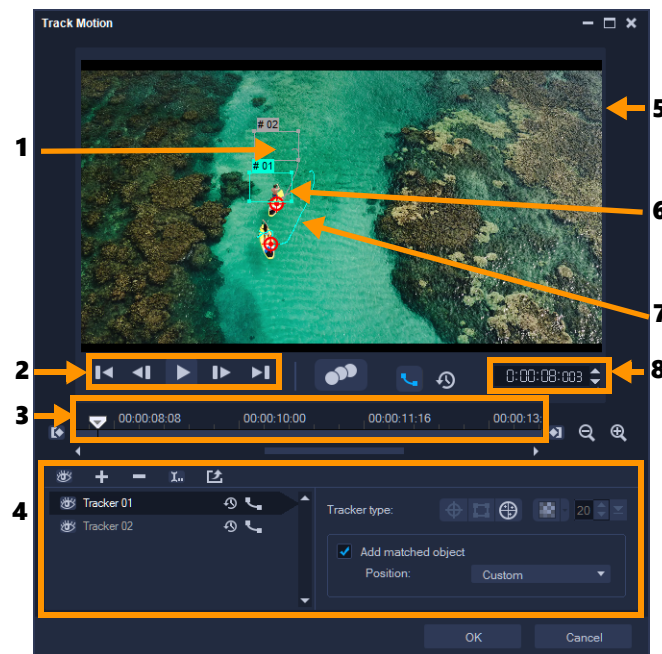 Track Motion
5
# 02
1
# 01
6
7
2
0:00:08:003
8
3
00:00:08:08 00:00:10:00 00:00:11:16 00:00:13:
4
Tracker 01
Tracker type:
20
Tracker 02
Add matched object
Position: Custom
OK Cancel